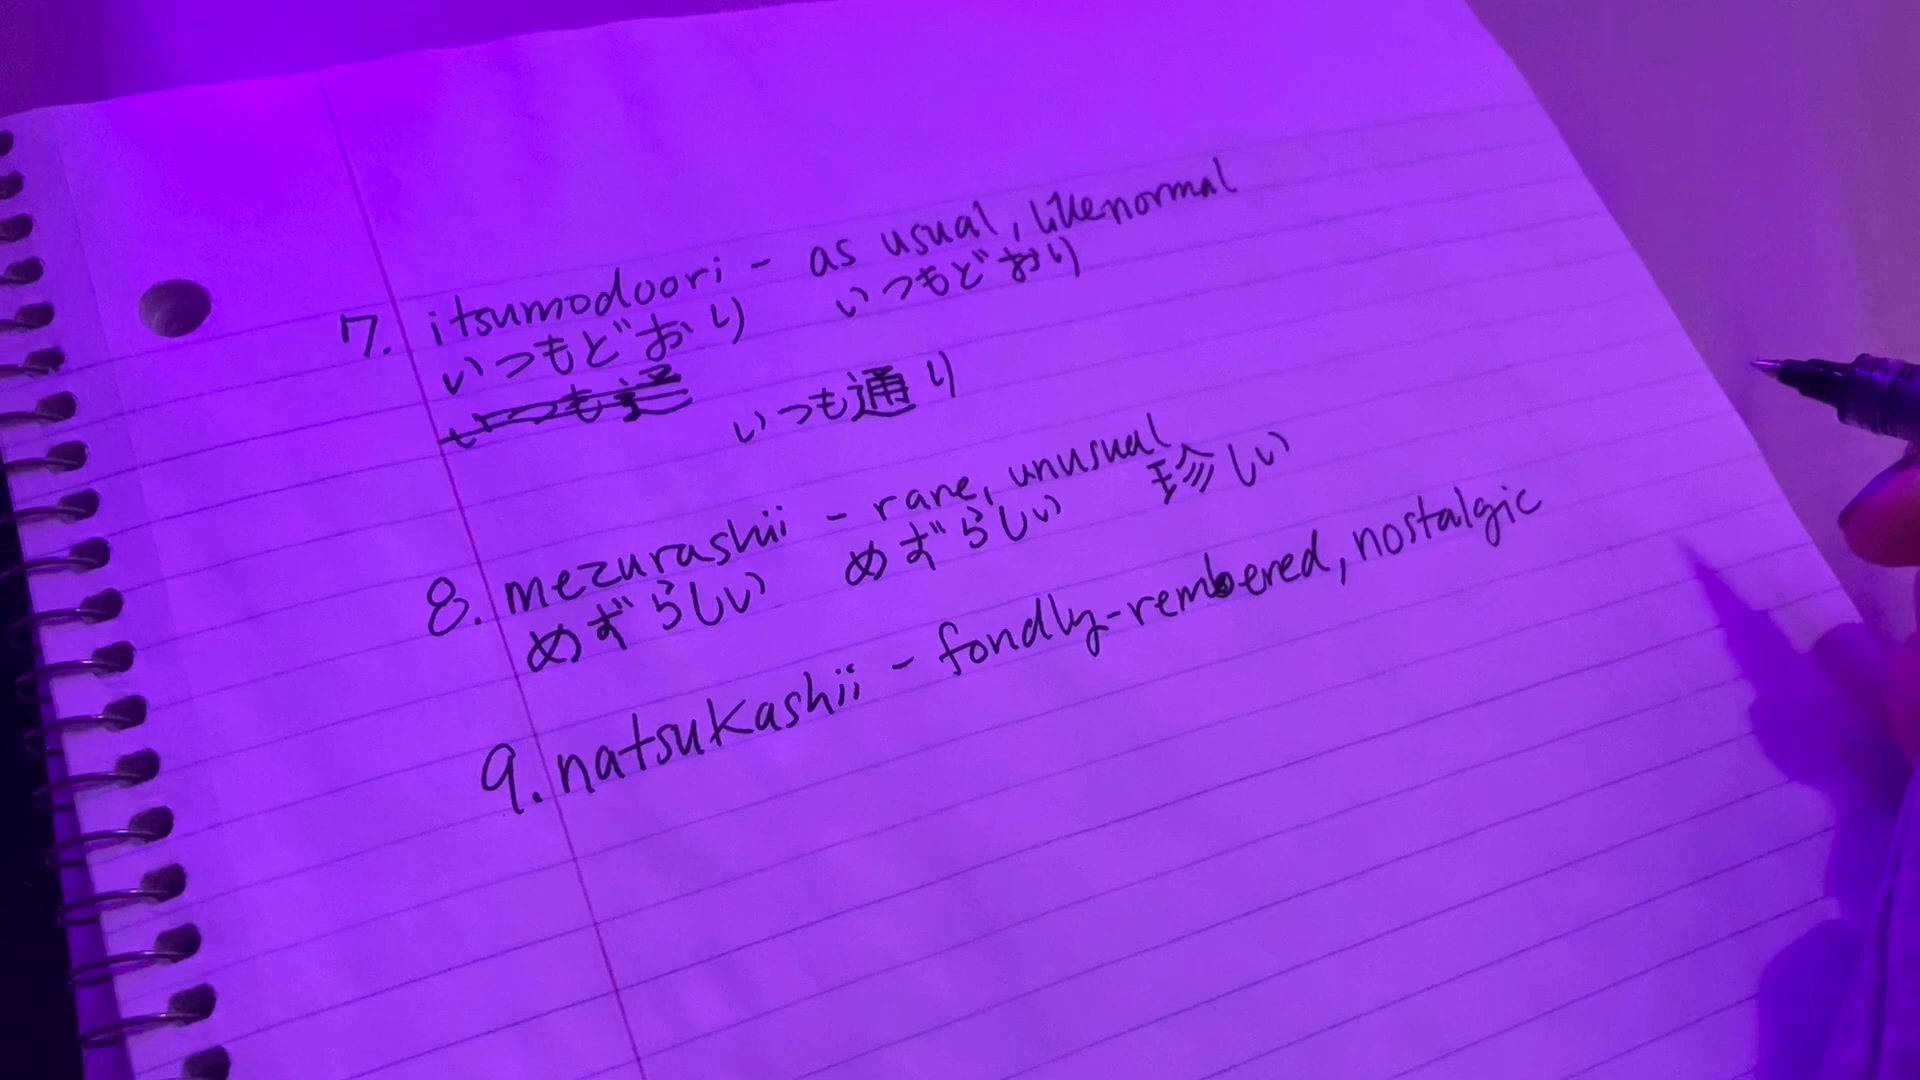 7. itsumodoori - as usual, like normal
いつもどおり いつもどおり
いつも通り
8. mezurashii - rare, unusual
めずらしい めずらしい 珍しい
9. natsukashii - fondly-rembered, nostalgic